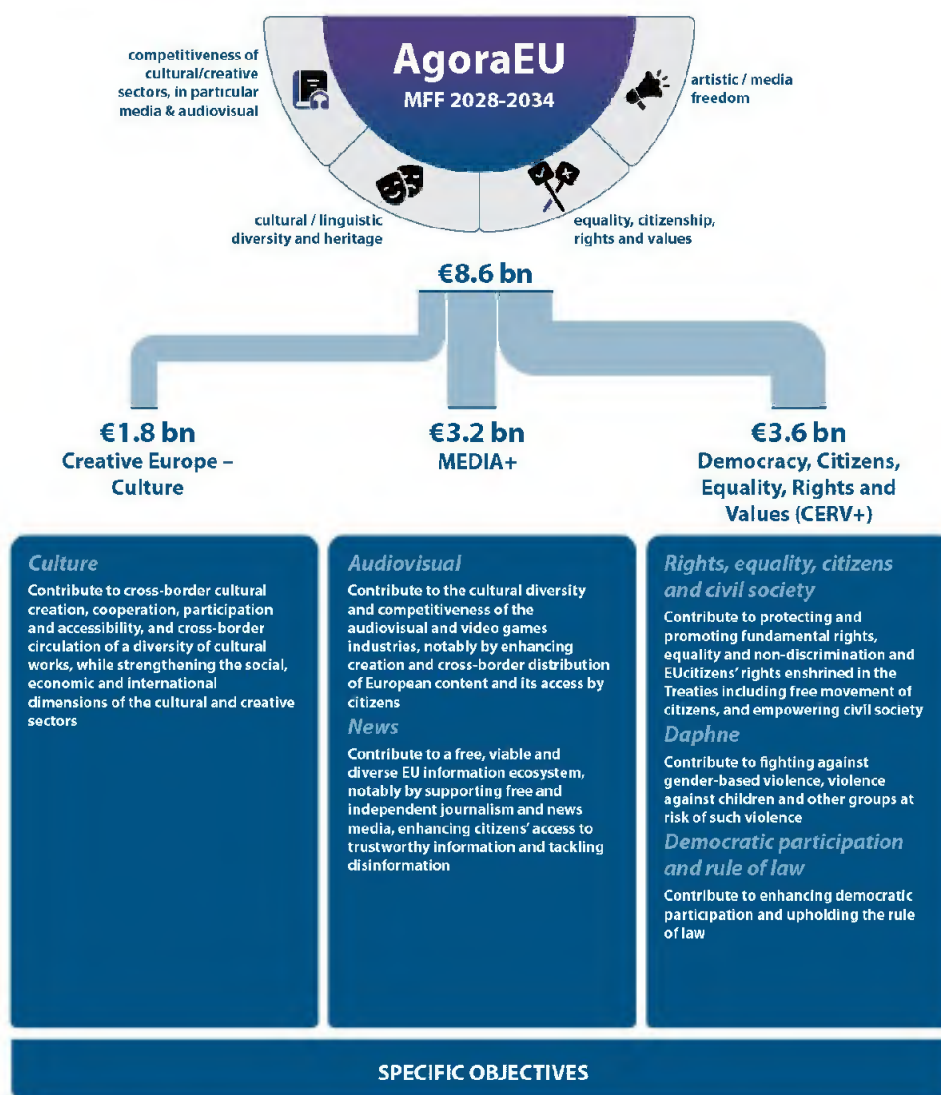 AgoraEU
MFF 2028-2034
competitiveness of
cultural/creative
sectors, in particular
media & audiovisual
artistic / media
freedom
cultural / linguistic
diversity and heritage
equality, citizenship,
rights and values
€8.6 bn
€1.8 bn
Creative Europe –
Culture
€3.2 bn
MEDIA+
€3.6 bn
Democracy, Citizens,
Equality, Rights and
Values (CERV+)
Culture
Contribute to cross-border cultural
creation, cooperation, participation
and accessibility, and cross-border
circulation of a diversity of cultural
works, while strengthening the social,
economic and international
dimensions of the cultural and creative
sectors
Audiovisual
Contribute to the cultural diversity
and competitiveness of the
audiovisual and video games
industries, notably by enhancing
creation and cross-border distribution
of European content and its access by
citizens
News
Contribute to a free, viable and
diverse EU information ecosystem,
notably by supporting free and
independent journalism and news
media, enhancing citizens' access to
trustworthy information and tackling
disinformation
Rights, equality, citizens
and civil society
Contribute to protecting and
promoting fundamental rights,
equality and non-discrimination and
EUcitizens' rights enshrined in the
Treaties including free movement of
citizens, and empowering civil society
Daphne
Contribute to fighting against
gender-based violence, violence
against children and other groups at
risk of such violence
Democratic participation
and rule of law
Contribute to enhancing democratic
participation and upholding the rule
of law
SPECIFIC OBJECTIVES